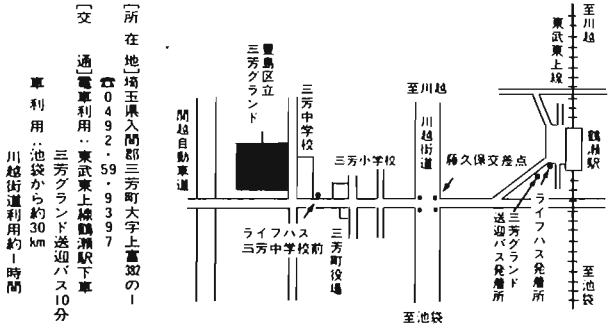 [所在地]埼玉県入間郡三芳町大字上富382の1
☎0492・59・9397
[交通]電車利用:東武東上線鶴瀬駅下車
三芳グランド送迎バス10分
車利用:池袋から約30km
川越街道利用約1時間
至川越
東武東上線
鶴瀬駅
至池袋
ライフバス発着所
三芳グランド
送迎バス発着所
藤久保交差点
至川越
川越街道
至池袋
三芳小学校
三芳町役場
三芳中学校
ライフバス
三芳中学校前
豊島区立
三芳グランド
関越自動車道